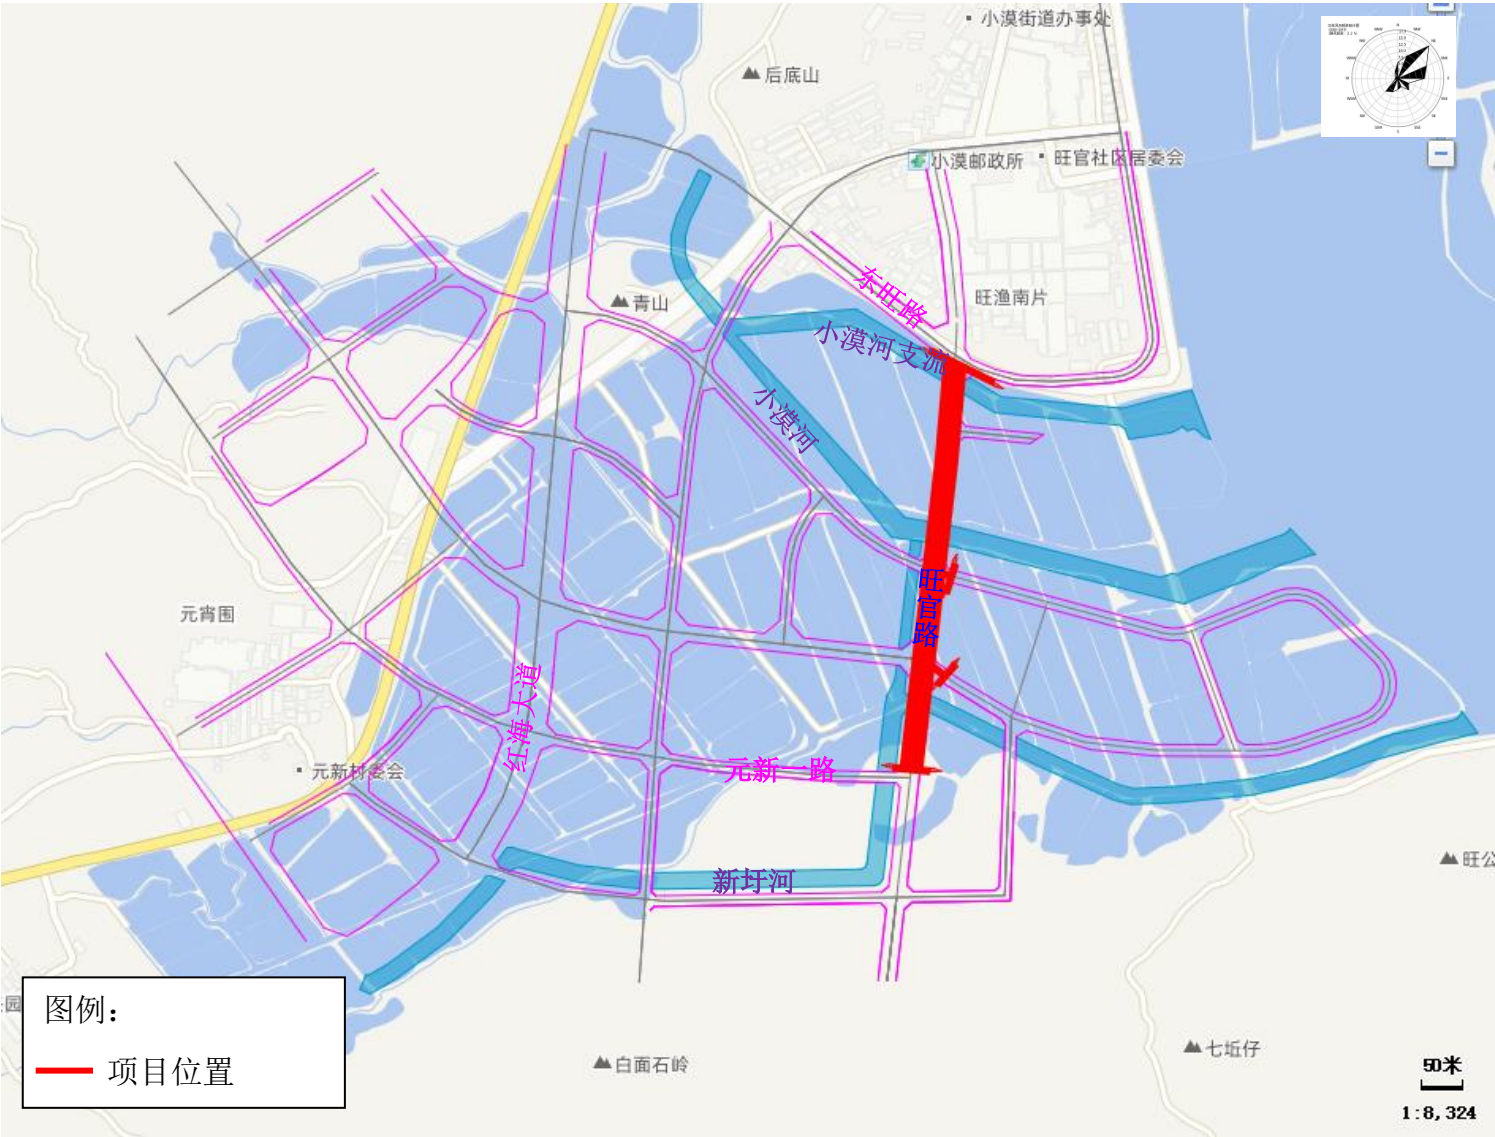 小漠街道办事处
后底山
小漠邮政所
旺官社区居委会
东旺路
旺渔南片
青山
小漠河支流
小漠河
旺官路
元宵围
红海大道
元新一路
元新村委会
新圩河
旺公
图例：
项目位置
园
白面石岭
七坵仔
50米
1:8,324